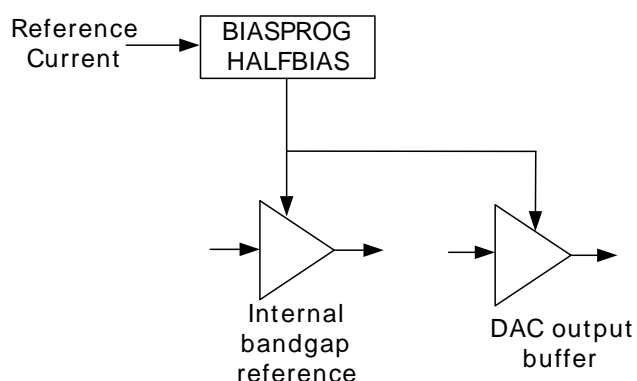 Reference
Current
BIASPROG
HALFBIAS
Internal
bandgap
reference
DAC output
buffer